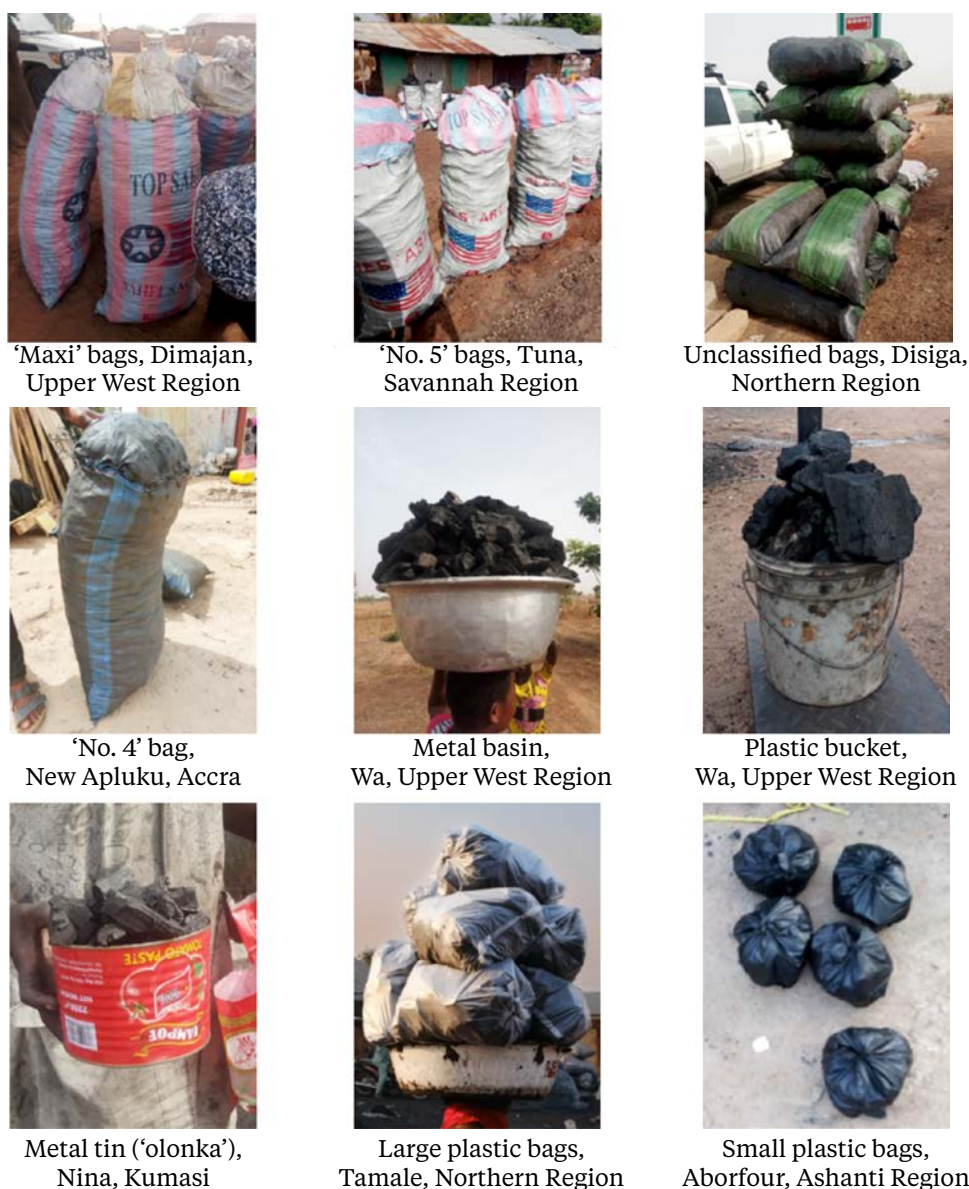 TOP SA
'Maxi' bags, Dimajan,
Upper West Region
TOP
'No. 5' bags, Tuna,
Savannah Region
Unclassified bags, Disiga,
Northern Region
'No. 4' bag,
New Apluku, Accra
Metal basin,
Wa, Upper West Region
Plastic bucket,
Wa, Upper West Region
TOMATO PASTE
Metal tin ('olonka'),
Nina, Kumasi
Large plastic bags,
Tamale, Northern Region
Small plastic bags,
Aborfour, Ashanti Region